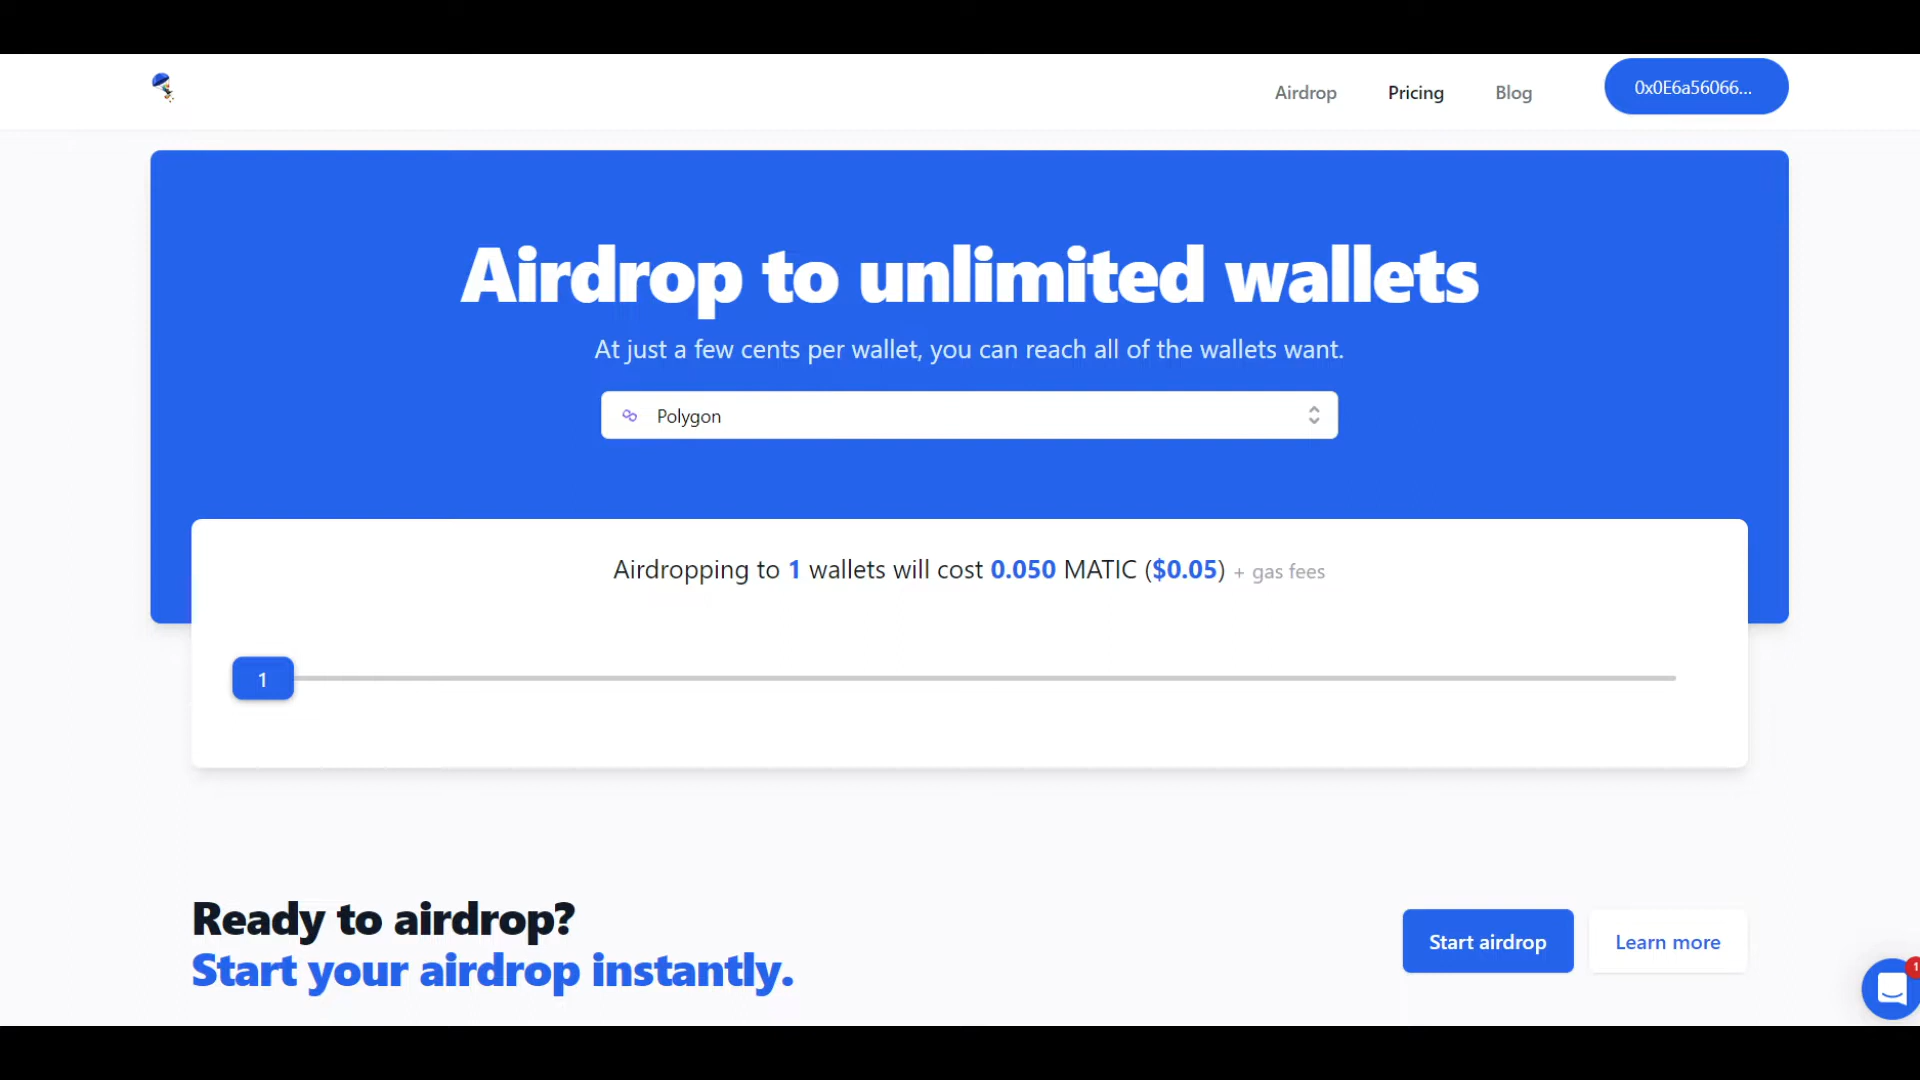 Airdrop
Pricing
Blog
0x0E6a56066...
Airdrop to unlimited wallets
At just a few cents per wallet, you can reach all of the wallets want.
Polygon
Airdropping to 1 wallets will cost 0.050 MATIC ($0.05) + gas fees
1
Ready to airdrop?
Start your airdrop instantly.
Start airdrop
Learn more
1